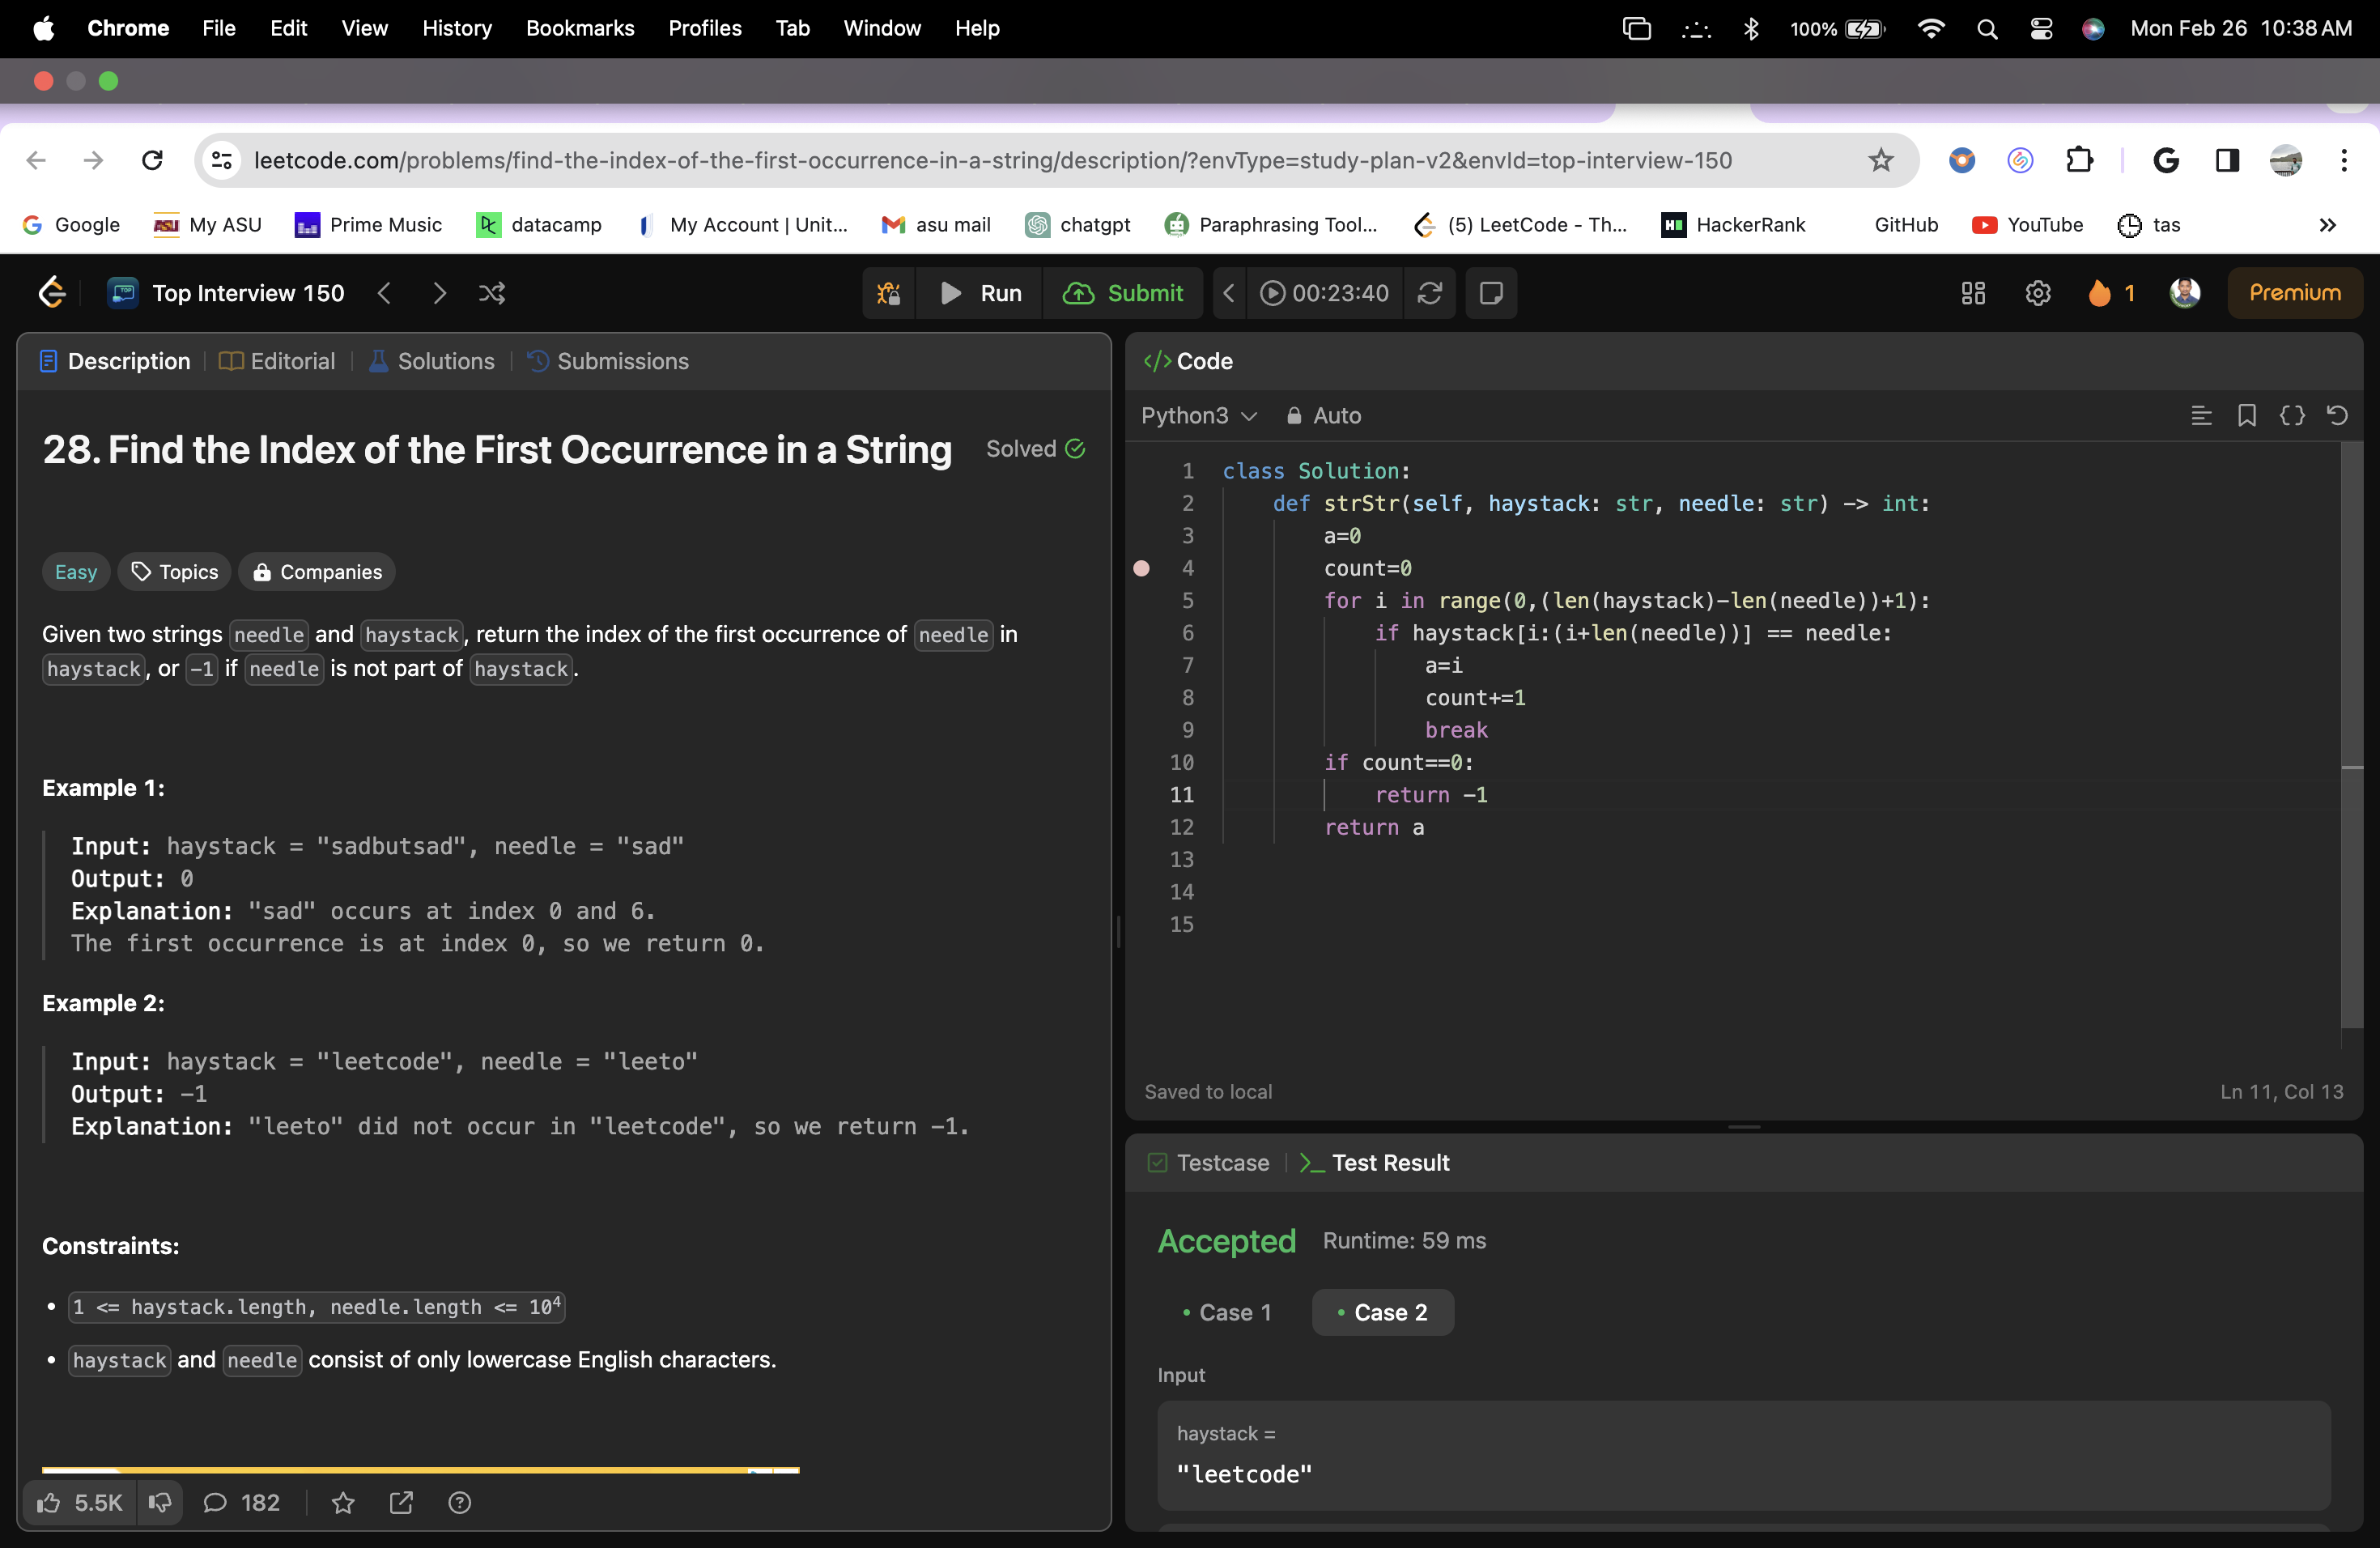 Chrome File Edit View History Bookmarks Profiles Tab Window Help 100% Mon Feb 26 10:38 AM
leetcode.com/problems/find-the-index-of-the-first-occurrence-in-a-string/description/?envType=study-plan-v2&envId=top-interview-150
Google My ASU Prime Music datacamp My Account | Unit... asu mail chatgpt Paraphrasing Tool... (5) LeetCode - Th... HackerRank GitHub YouTube tas »
Top Interview 150 Run Submit 00:23:40 1 Premium
Description Editorial Solutions Submissions
28. Find the Index of the First Occurrence in a String Solved
Easy Topics Companies
Given two strings needle and haystack, return the index of the first occurrence of needle in
haystack, or -1 if needle is not part of haystack.
Example 1:
Input: haystack = "sadbutsad", needle = "sad"
Output: 0
Explanation: "sad" occurs at index 0 and 6.
The first occurrence is at index 0, so we return 0.
Example 2:
Input: haystack = "leetcode", needle = "leeto"
Output: -1
Explanation: "leeto" did not occur in "leetcode", so we return -1.
Constraints:
• 1 <= haystack.length, needle.length <= 10⁴
• haystack and needle consist of only lowercase English characters.
5.5K 182
</> Code
Python3 Auto
1 class Solution:
2     def strStr(self, haystack: str, needle: str) -> int:
3         a=0
4         count=0
5         for i in range(0,(len(haystack)-len(needle))+1):
6             if haystack[i:(i+len(needle))] == needle:
7                 a=i
8                 count+=1
9                 break
10         if count==0:
11             return -1
12         return a
13
14
15
Saved to local Ln 11, Col 13
Testcase >_ Test Result
Accepted Runtime: 59 ms
• Case 1 • Case 2
Input
haystack =
"leetcode"